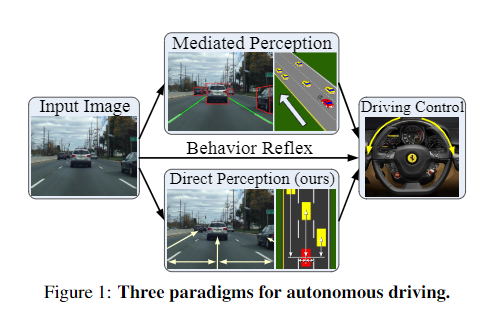 Mediated Perception
Input Image
Driving Control
Behavior Reflex
Direct Perception (ours)
Figure 1: Three paradigms for autonomous driving.